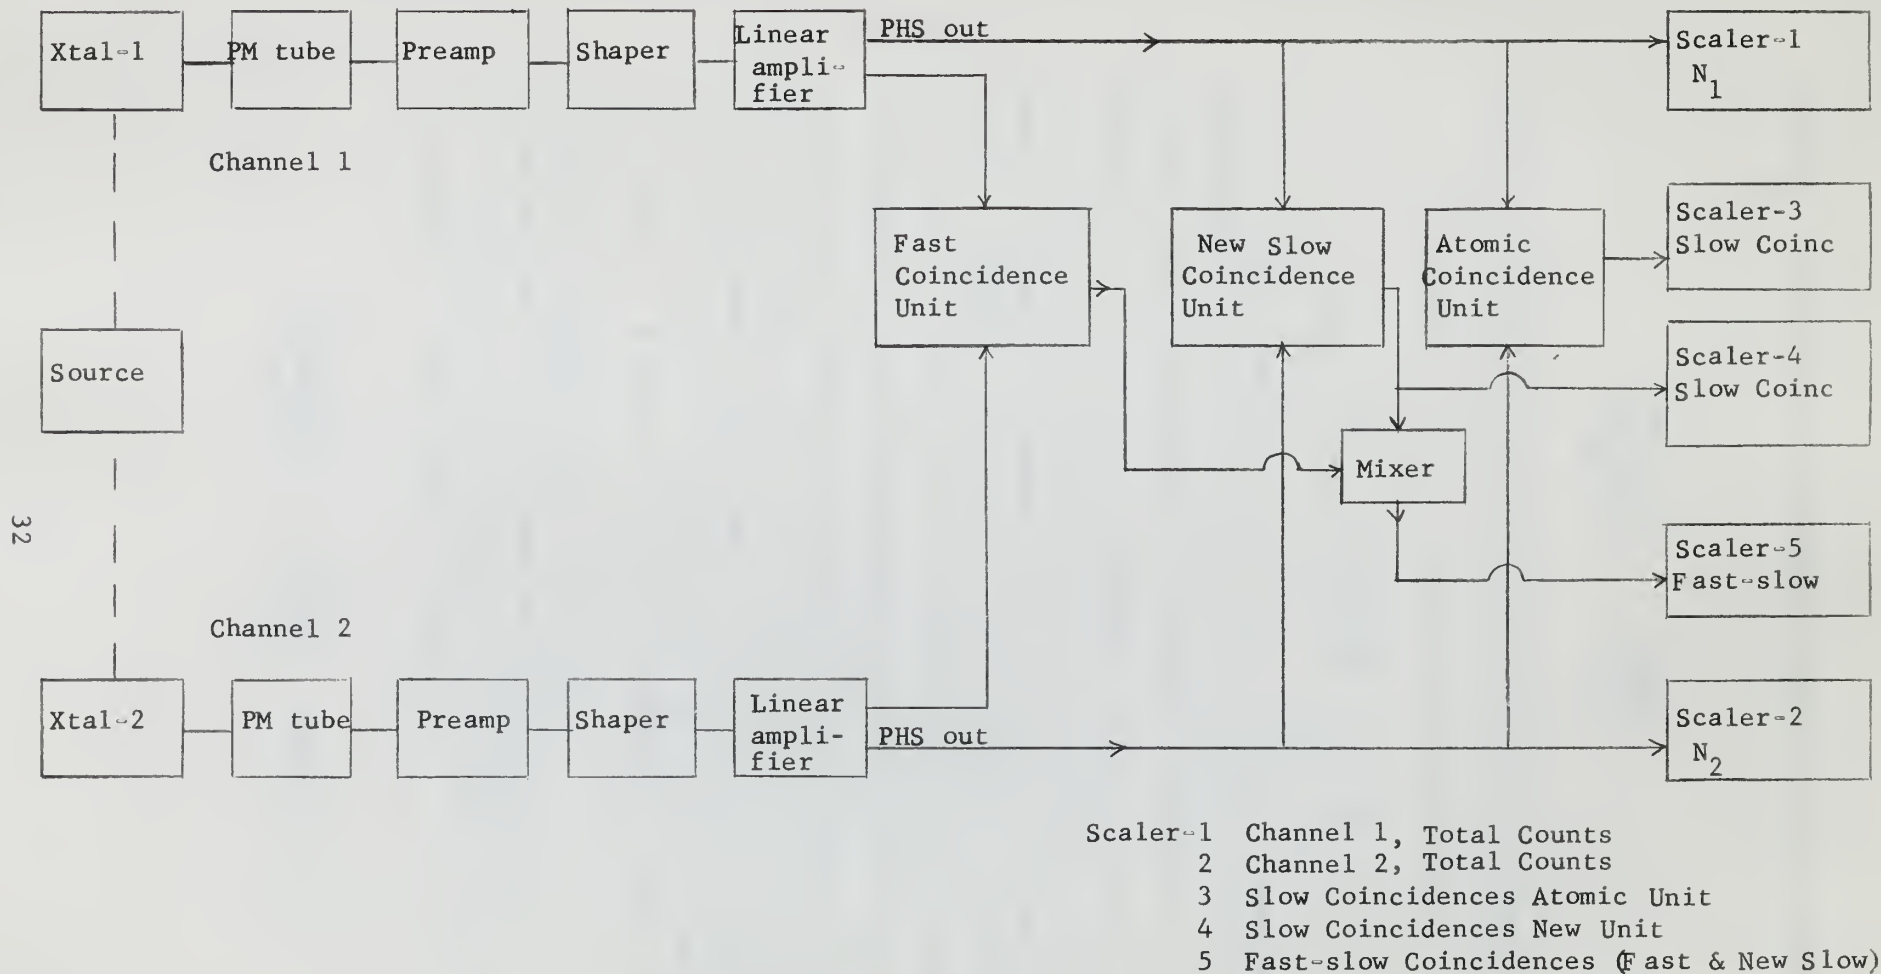 Xtal-1
PM tube
Preamp
Shaper
Linear
ampli-
fier
PHS out
Scaler-1
N1
Channel 1
Fast
Coincidence
Unit
New Slow
Coincidence
Unit
Atomic
Coincidence
Unit
Scaler-3
Slow Coinc
Source
Scaler-4
Slow Coinc
Mixer
32
Scaler-5
Fast-slow
Channel 2
Xtal-2
PM tube
Preamp
Shaper
Linear
ampli-
fier
PHS out
Scaler-2
N2
Scaler-1 Channel 1, Total Counts
2 Channel 2, Total Counts
3 Slow Coincidences Atomic Unit
4 Slow Coincidences New Unit
5 Fast-slow Coincidences (Fast & New Slow)